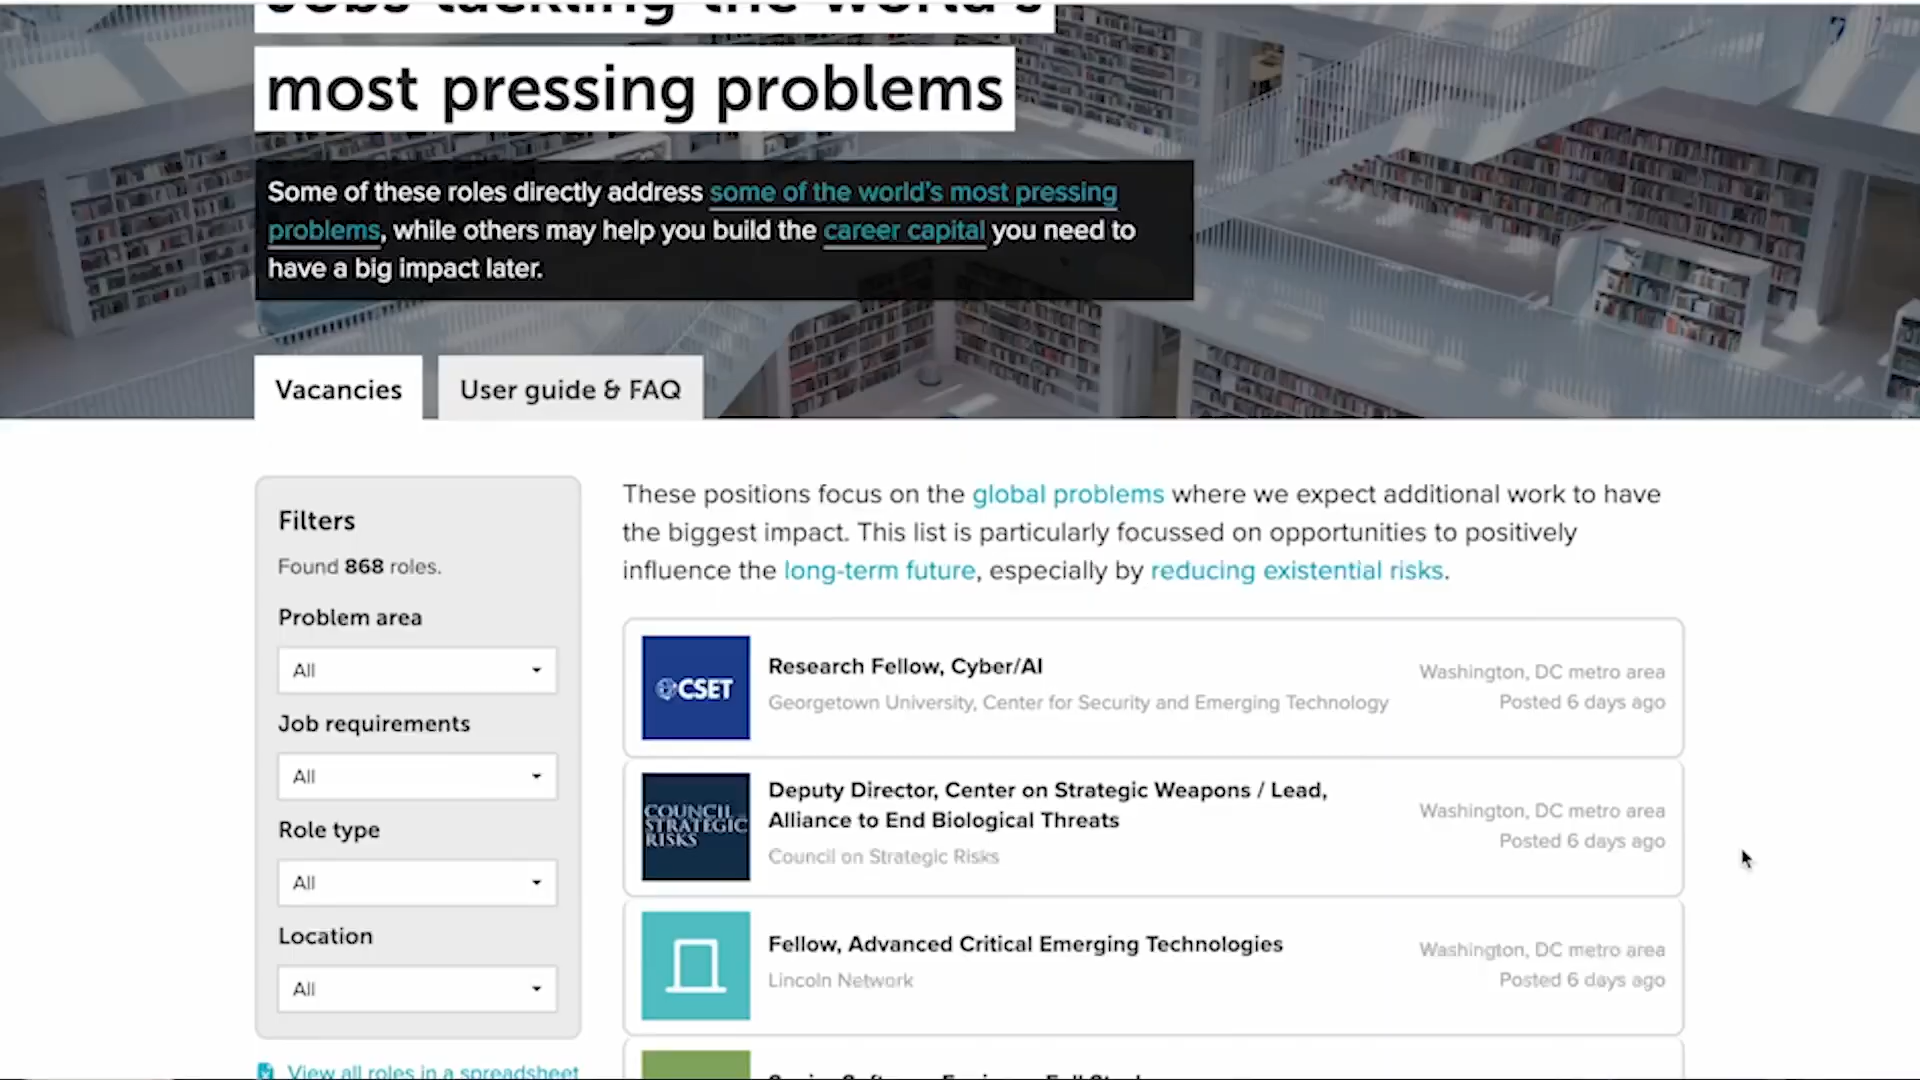 Jobs tackling the world's
most pressing problems
Some of these roles directly address some of the world's most pressing
problems, while others may help you build the career capital you need to
have a big impact later.
Vacancies
User guide & FAQ
Filters
Found 868 roles.
Problem area
All
Job requirements
All
Role type
All
Location
All
View all roles in a spreadsheet
These positions focus on the global problems where we expect additional work to have
the biggest impact. This list is particularly focussed on opportunities to positively
influence the long-term future, especially by reducing existential risks.
CSET
Research Fellow, Cyber/AI
Georgetown University, Center for Security and Emerging Technology
Washington, DC metro area
Posted 6 days ago
COUNCIL
STRATEGIC
RISKS
Deputy Director, Center on Strategic Weapons / Lead,
Alliance to End Biological Threats
Council on Strategic Risks
Washington, DC metro area
Posted 6 days ago
Fellow, Advanced Critical Emerging Technologies
Lincoln Network
Washington, DC metro area
Posted 6 days ago